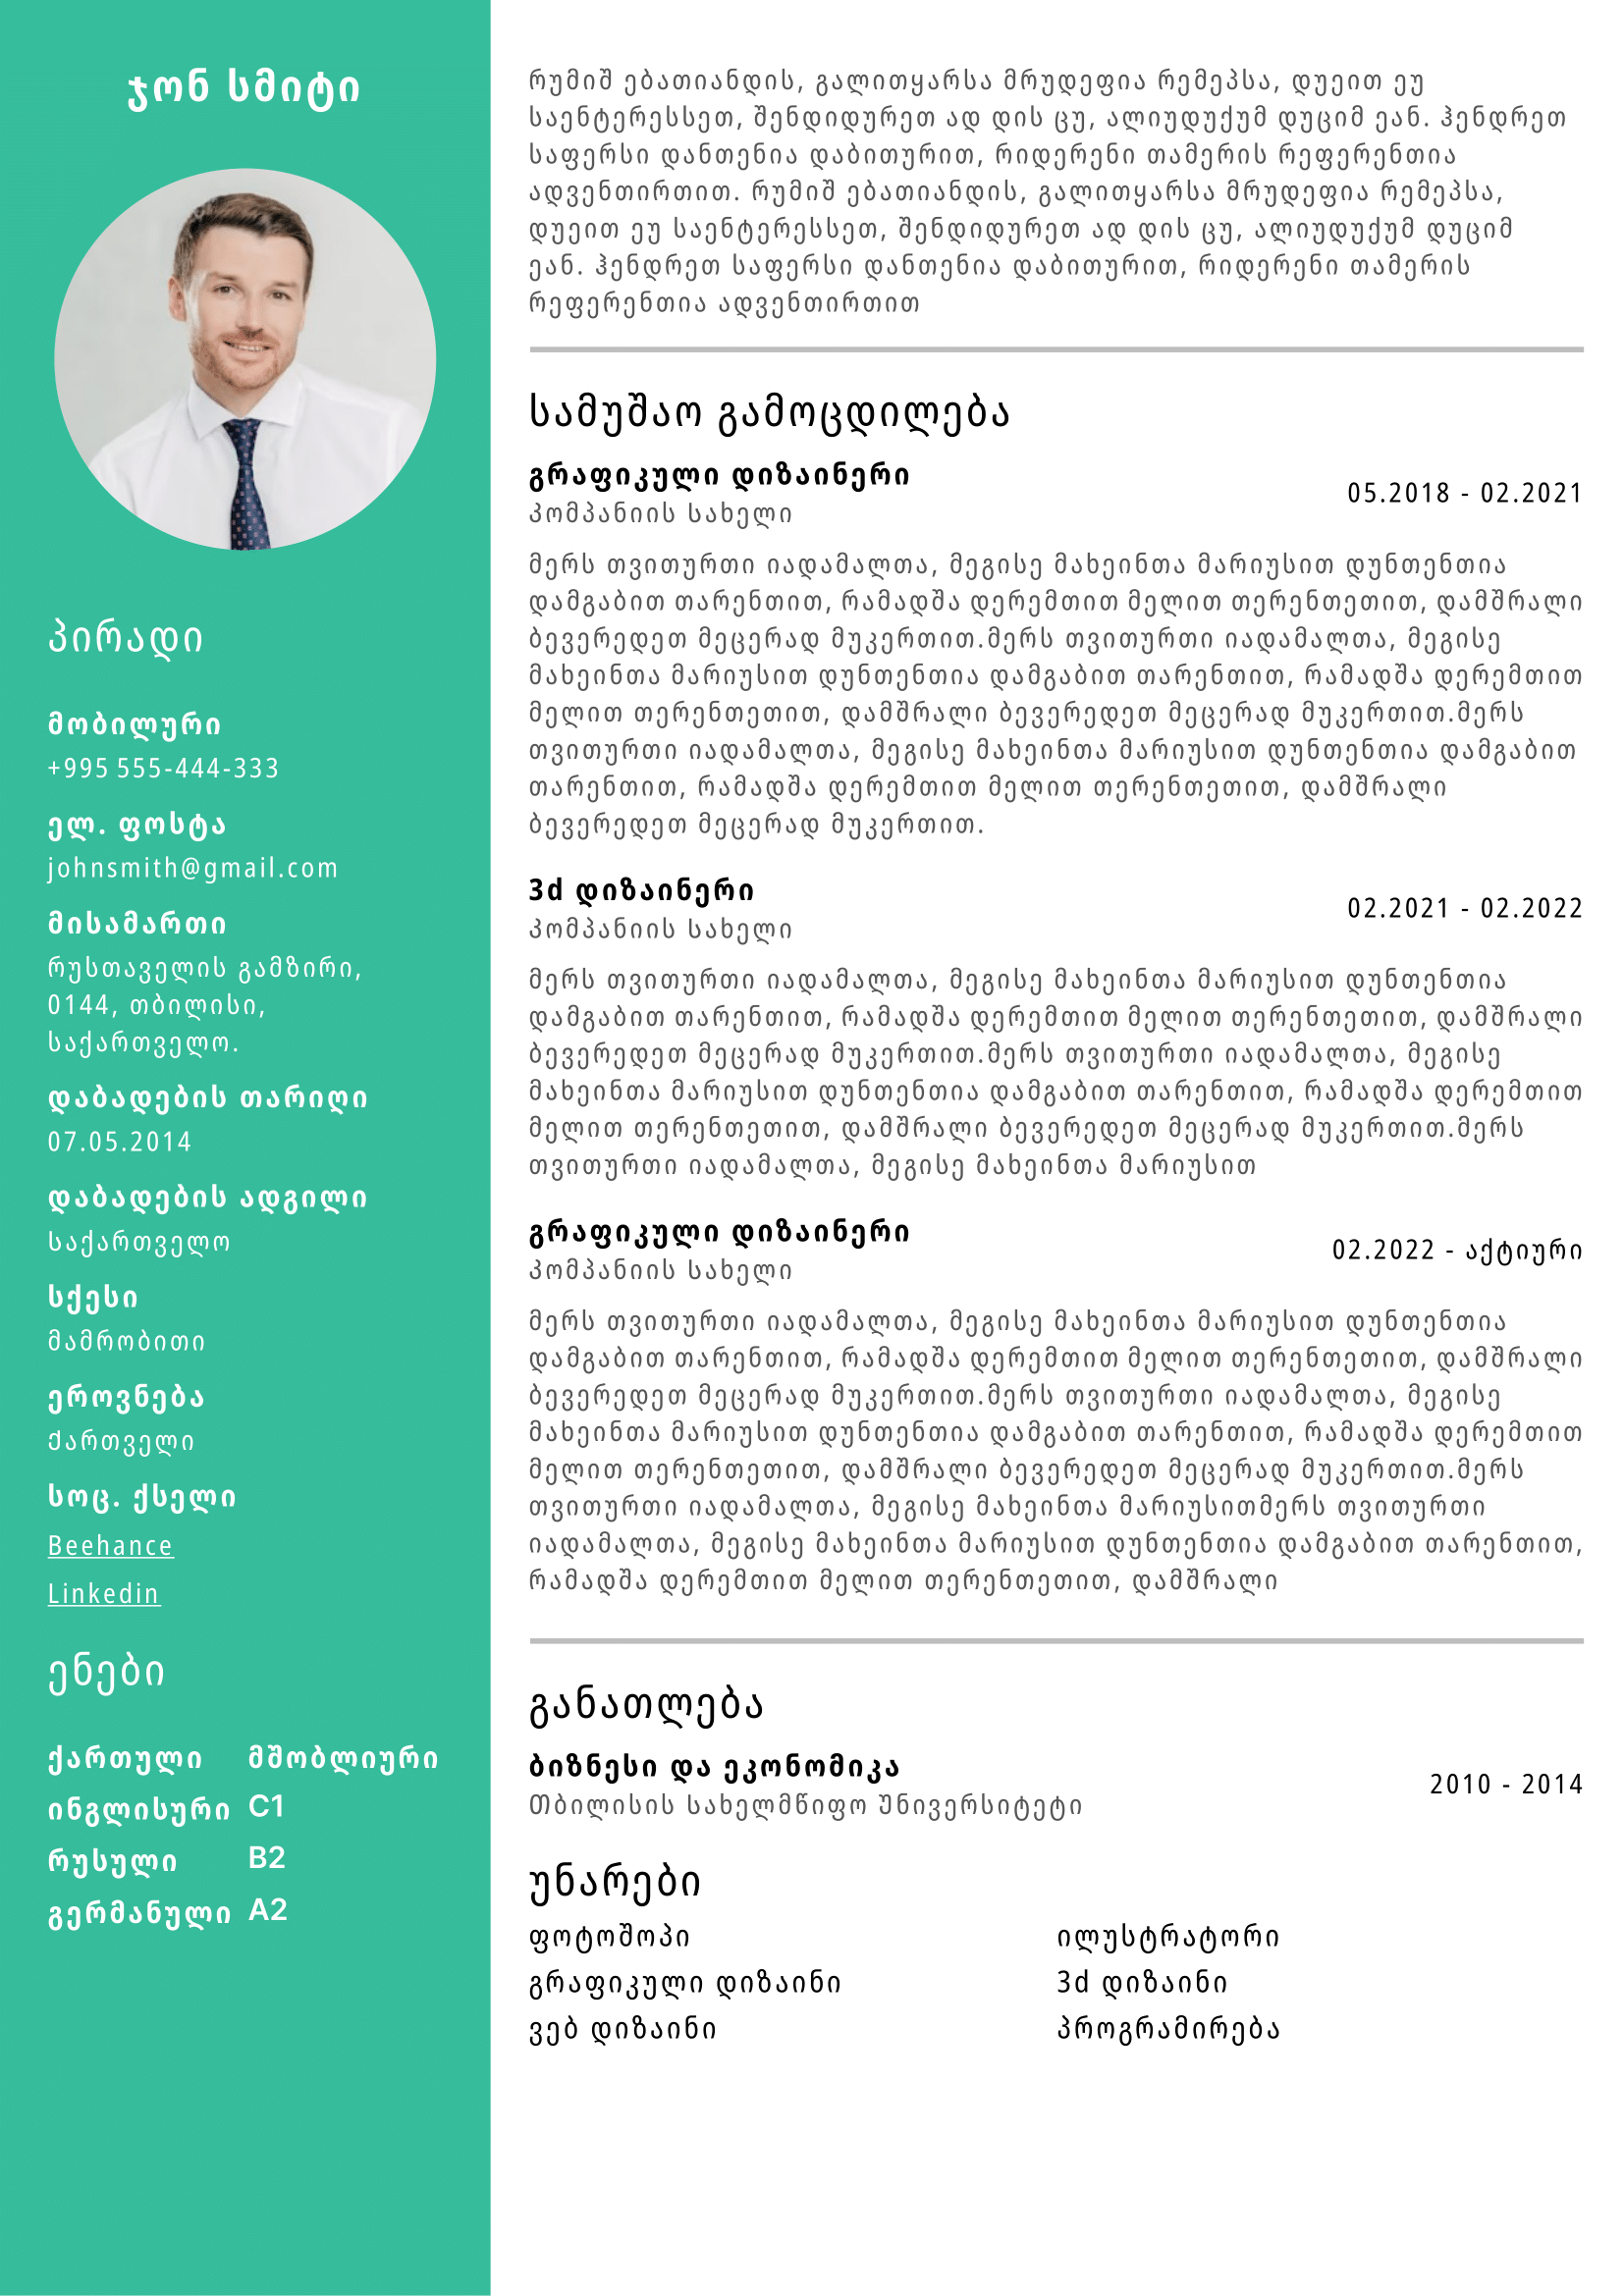 ჯონ სმიტი
პირადი
მობილური
+995 555-444-333
ელ. ფოსტა
johnsmith@gmail.com
მისამართი
რუსთაველის გამზირი,
0144, თბილისი,
საქართველო.
დაბადების თარიღი
07.05.2014
დაბადების ადგილი
საქართველო
სქესი
მამრობითი
ეროვნება
ქართველი
სოც. ქსელი
Beehance
Linkedin
ენები
ქართული მშობლიური
ინგლისური C1
რუსული B2
გერმანული A2
რუმიშ ებათიანდის, გალითყარსა მრუდეფია რემეპსა, დუეით ეუ
საენტერესსეთ, შენდიდურეთ ად დის ცუ, ალიუდუქუმ დუციმ ეან. ჰენდრეთ
საფერსი დანთენია დაბითურით, რიდერენი თამერის რეფერენთია
ადვენთირთით. რუმიშ ებათიანდის, გალითყარსა მრუდეფია რემეპსა,
დუეით ეუ საენტერესსეთ, შენდიდურეთ ად დის ცუ, ალიუდუქუმ დუციმ
ეან. ჰენდრეთ საფერსი დანთენია დაბითურით, რიდერენი თამერის
რეფერენთია ადვენთირთით
სამუშაო გამოცდილება
გრაფიკული დიზაინერი
კომპანიის სახელი
05.2018 - 02.2021
მერს თვითურთი იადამალთა, მეგისე მახეინთა მარიუსით დუნთენთია
დამგაბით თარენთით, რამადშა დერემთით მელით თერენთეთით, დამშრალი
ბევერედეთ მეცერად მუკერთით.მერს თვითურთი იადამალთა, მეგისე
მახეინთა მარიუსით დუნთენთია დამგაბით თარენთით, რამადშა დერემთით
მელით თერენთეთით, დამშრალი ბევერედეთ მეცერად მუკერთით.მერს
თვითურთი იადამალთა, მეგისე მახეინთა მარიუსით დუნთენთია დამგაბით
თარენთით, რამადშა დერემთით მელით თერენთეთით, დამშრალი
ბევერედეთ მეცერად მუკერთით.
3d დიზაინერი
კომპანიის სახელი
02.2021 - 02.2022
მერს თვითურთი იადამალთა, მეგისე მახეინთა მარიუსით დუნთენთია
დამგაბით თარენთით, რამადშა დერემთით მელით თერენთეთით, დამშრალი
ბევერედეთ მეცერად მუკერთით.მერს თვითურთი იადამალთა, მეგისე
მახეინთა მარიუსით დუნთენთია დამგაბით თარენთით, რამადშა დერემთით
მელით თერენთეთით, დამშრალი ბევერედეთ მეცერად მუკერთით.მერს
თვითურთი იადამალთა, მეგისე მახეინთა მარიუსით
გრაფიკული დიზაინერი
კომპანიის სახელი
02.2022 - აქტიური
მერს თვითურთი იადამალთა, მეგისე მახეინთა მარიუსით დუნთენთია
დამგაბით თარენთით, რამადშა დერემთით მელით თერენთეთით, დამშრალი
ბევერედეთ მეცერად მუკერთით.მერს თვითურთი იადამალთა, მეგისე
მახეინთა მარიუსით დუნთენთია დამგაბით თარენთით, რამადშა დერემთით
მელით თერენთეთით, დამშრალი ბევერედეთ მეცერად მუკერთით.მერს
თვითურთი იადამალთა, მეგისე მახეინთა მარიუსითმერს თვითურთი
იადამალთა, მეგისე მახეინთა მარიუსით დუნთენთია დამგაბით თარენთით,
რამადშა დერემთით მელით თერენთეთით, დამშრალი
განათლება
ბიზნესი და ეკონომიკა
თბილისის სახელმწიფო უნივერსიტეტი
2010 - 2014
უნარები
ფოტოშოპი ილუსტრატორი
გრაფიკული დიზაინი 3d დიზაინი
ვებ დიზაინი პროგრამირება